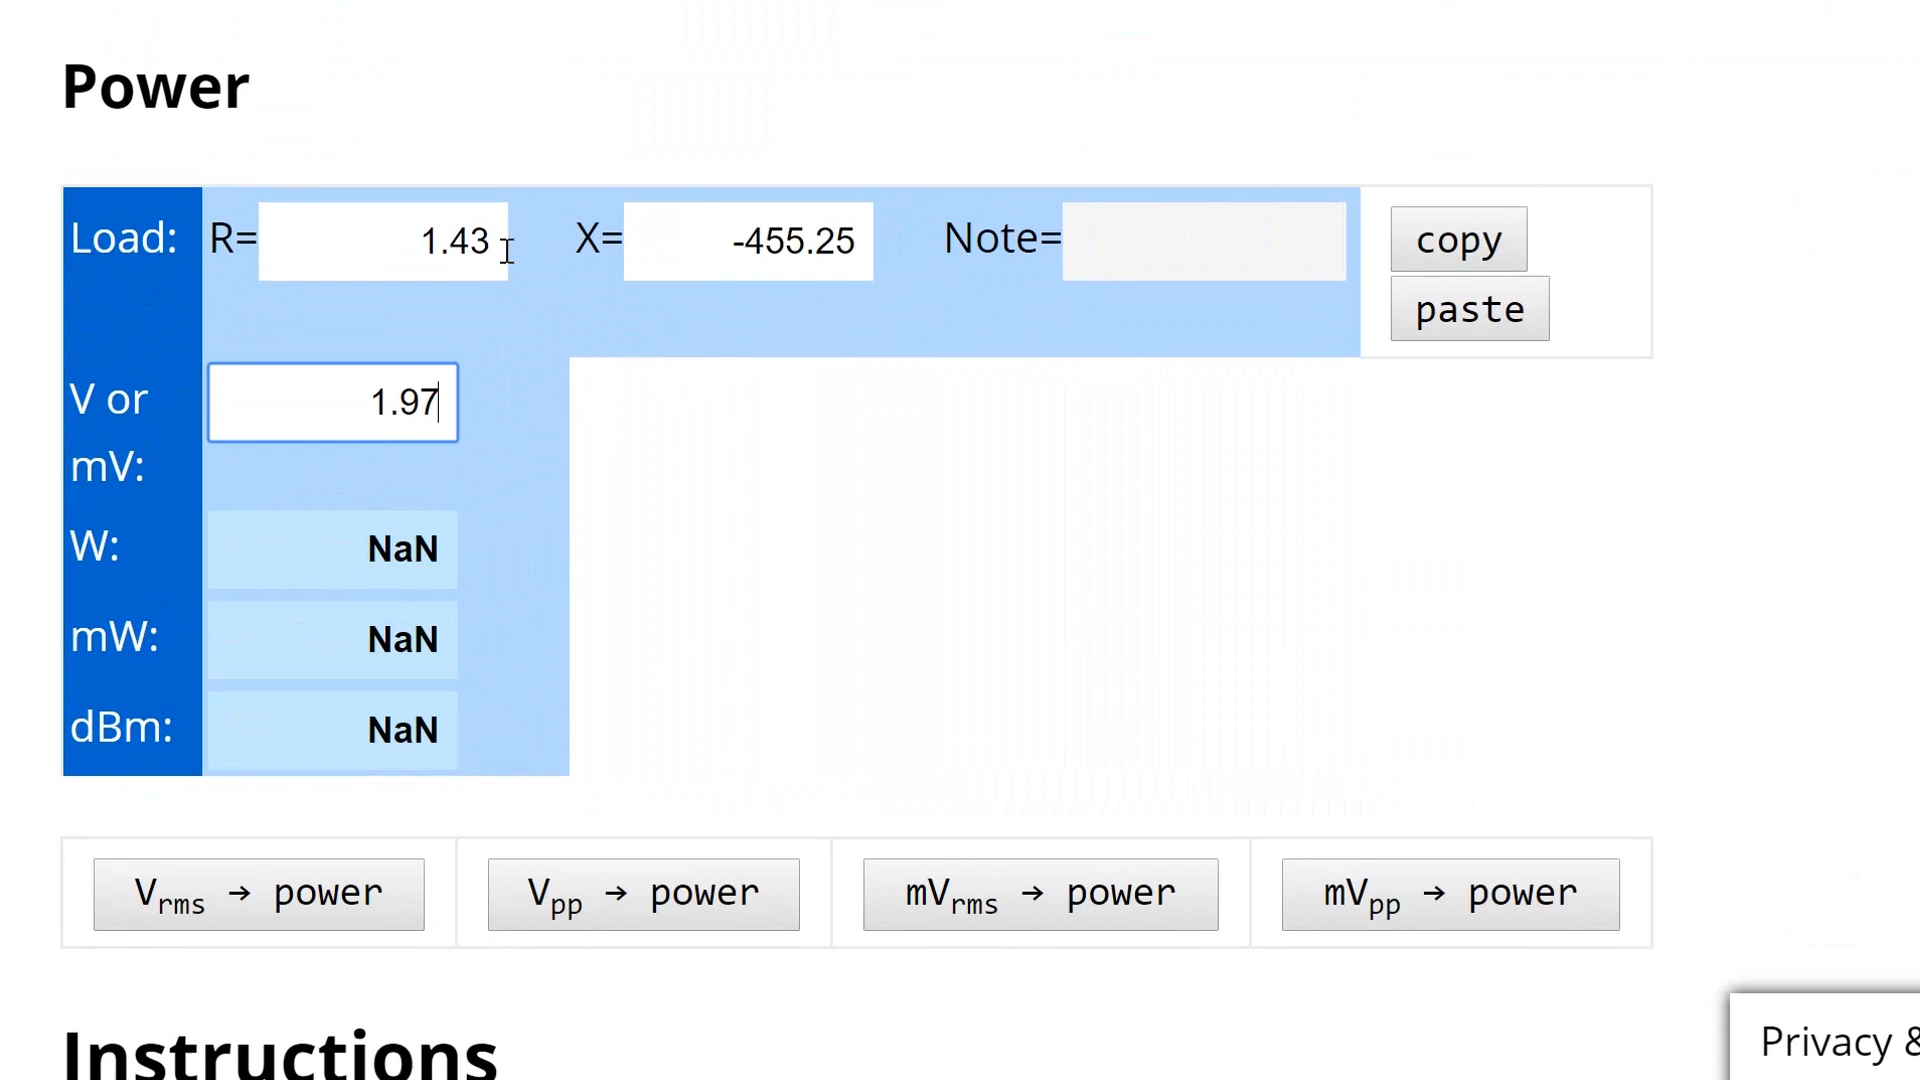 Power
Load: R= 1.43 X= -455.25 Note= copy
paste
V or 1.97
mV:
W: NaN
mW: NaN
dBm: NaN
Vrms → power Vpp → power mVrms → power mVpp → power
Instructions
Privacy &